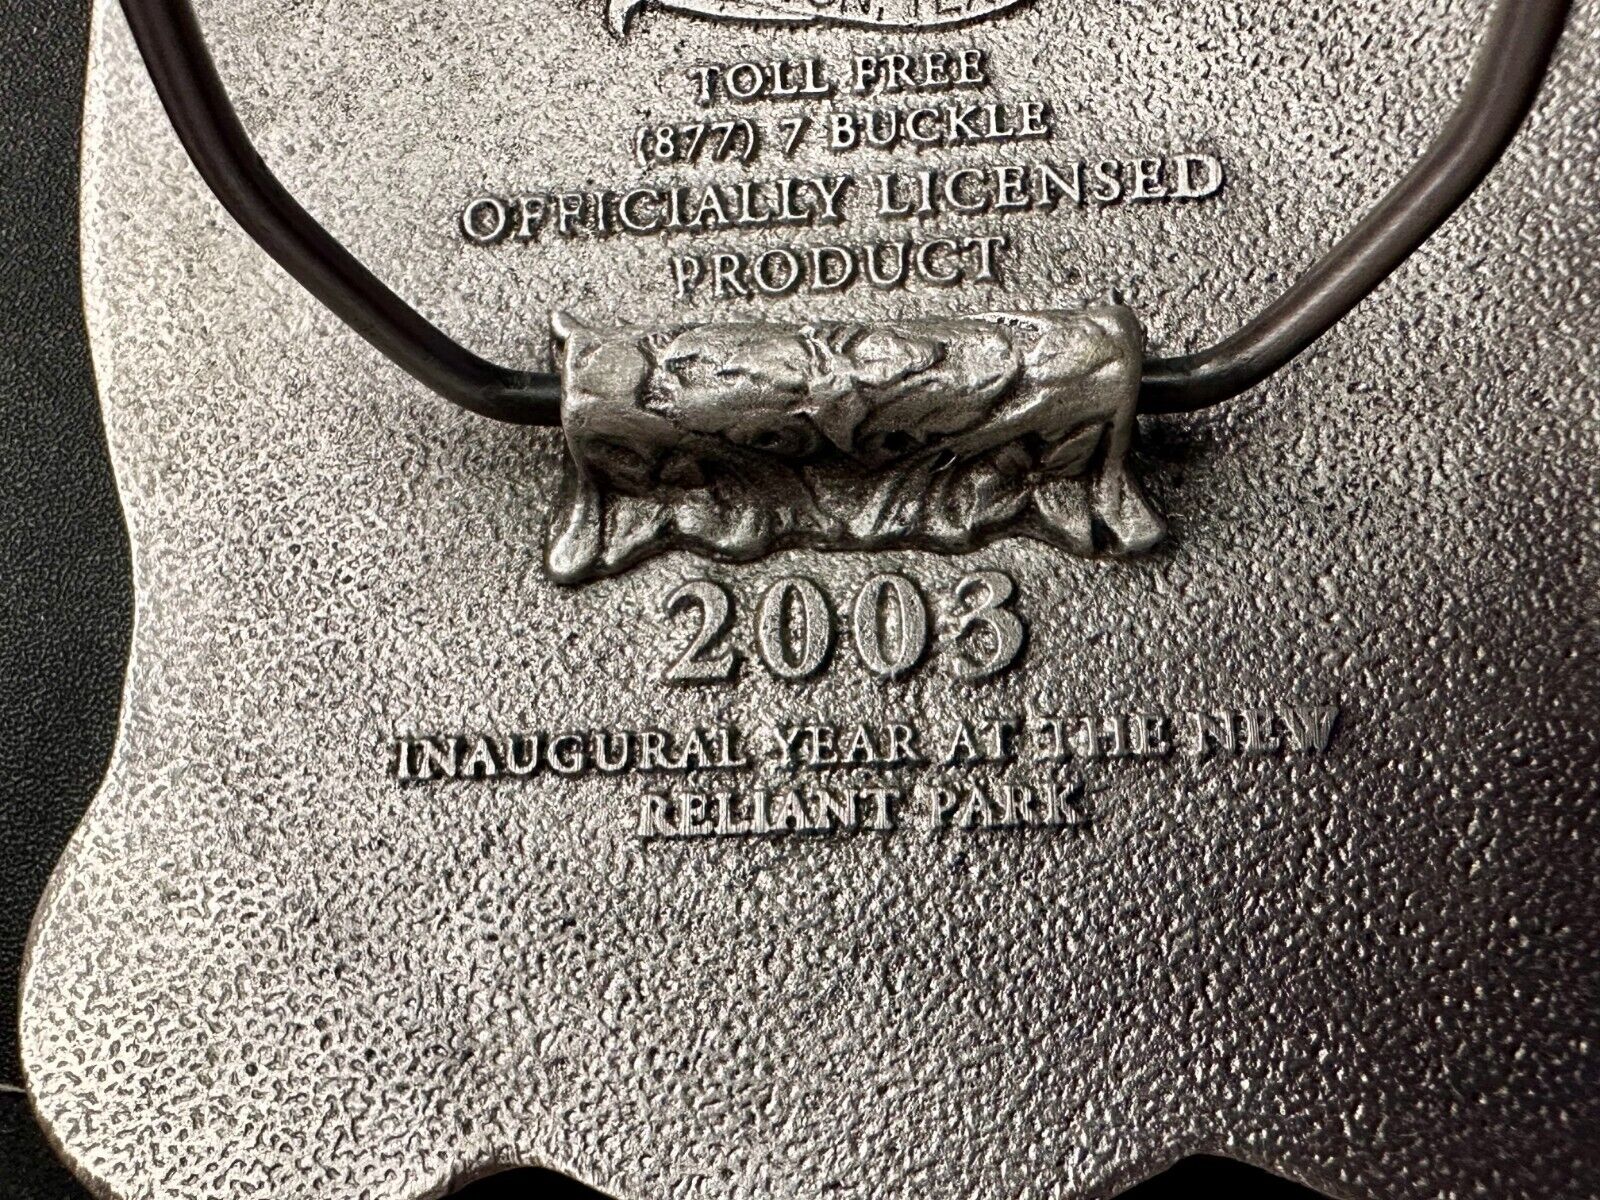 TOLL FREE
(877) 7 BUCKLE
OFFICIALLY LICENSED
PRODUCT
2003
INAUGURAL YEAR AT THE NEW
RELIANT PARK